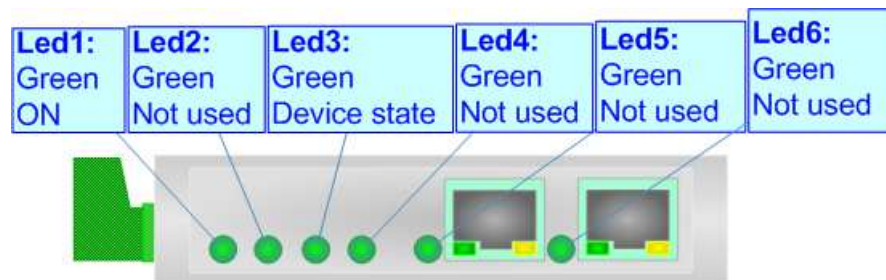 Led1:
Green
ON
Led2:
Green
Not used
Led3:
Green
Device state
Led4:
Green
Not used
Led5:
Green
Not used
Led6:
Green
Not used